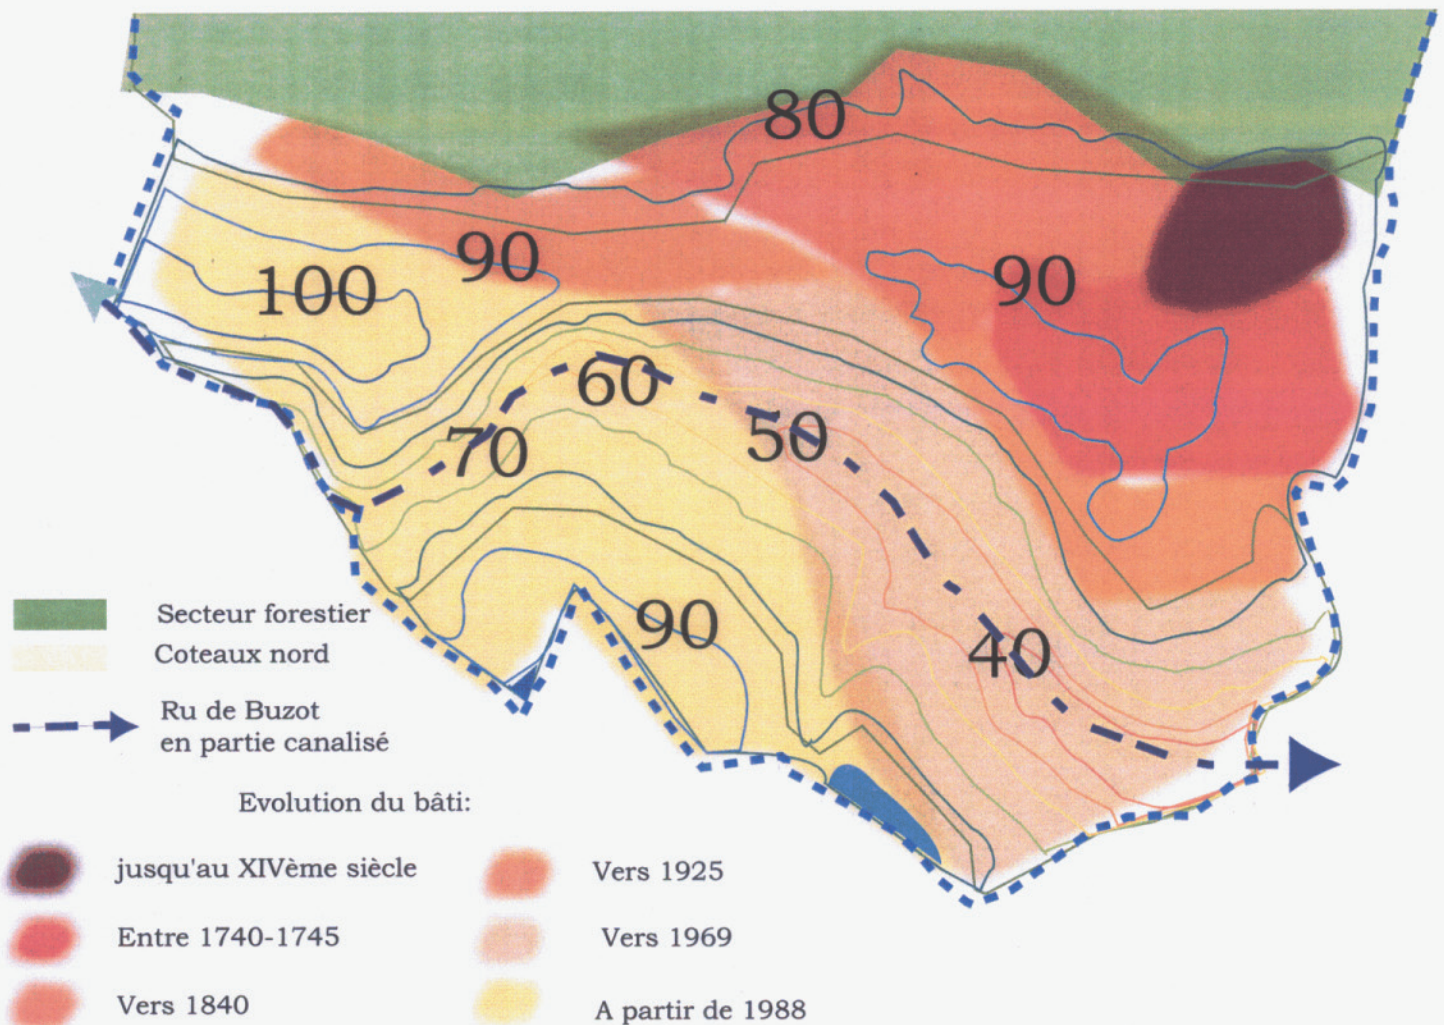 80
90
90
100
60
50
70
90
40
Secteur forestier
Coteaux nord
Ru de Buzot
en partie canalisé
Evolution du bâti:
jusqu'au XIVème siècle
Entre 1740-1745
Vers 1840
Vers 1925
Vers 1969
A partir de 1988